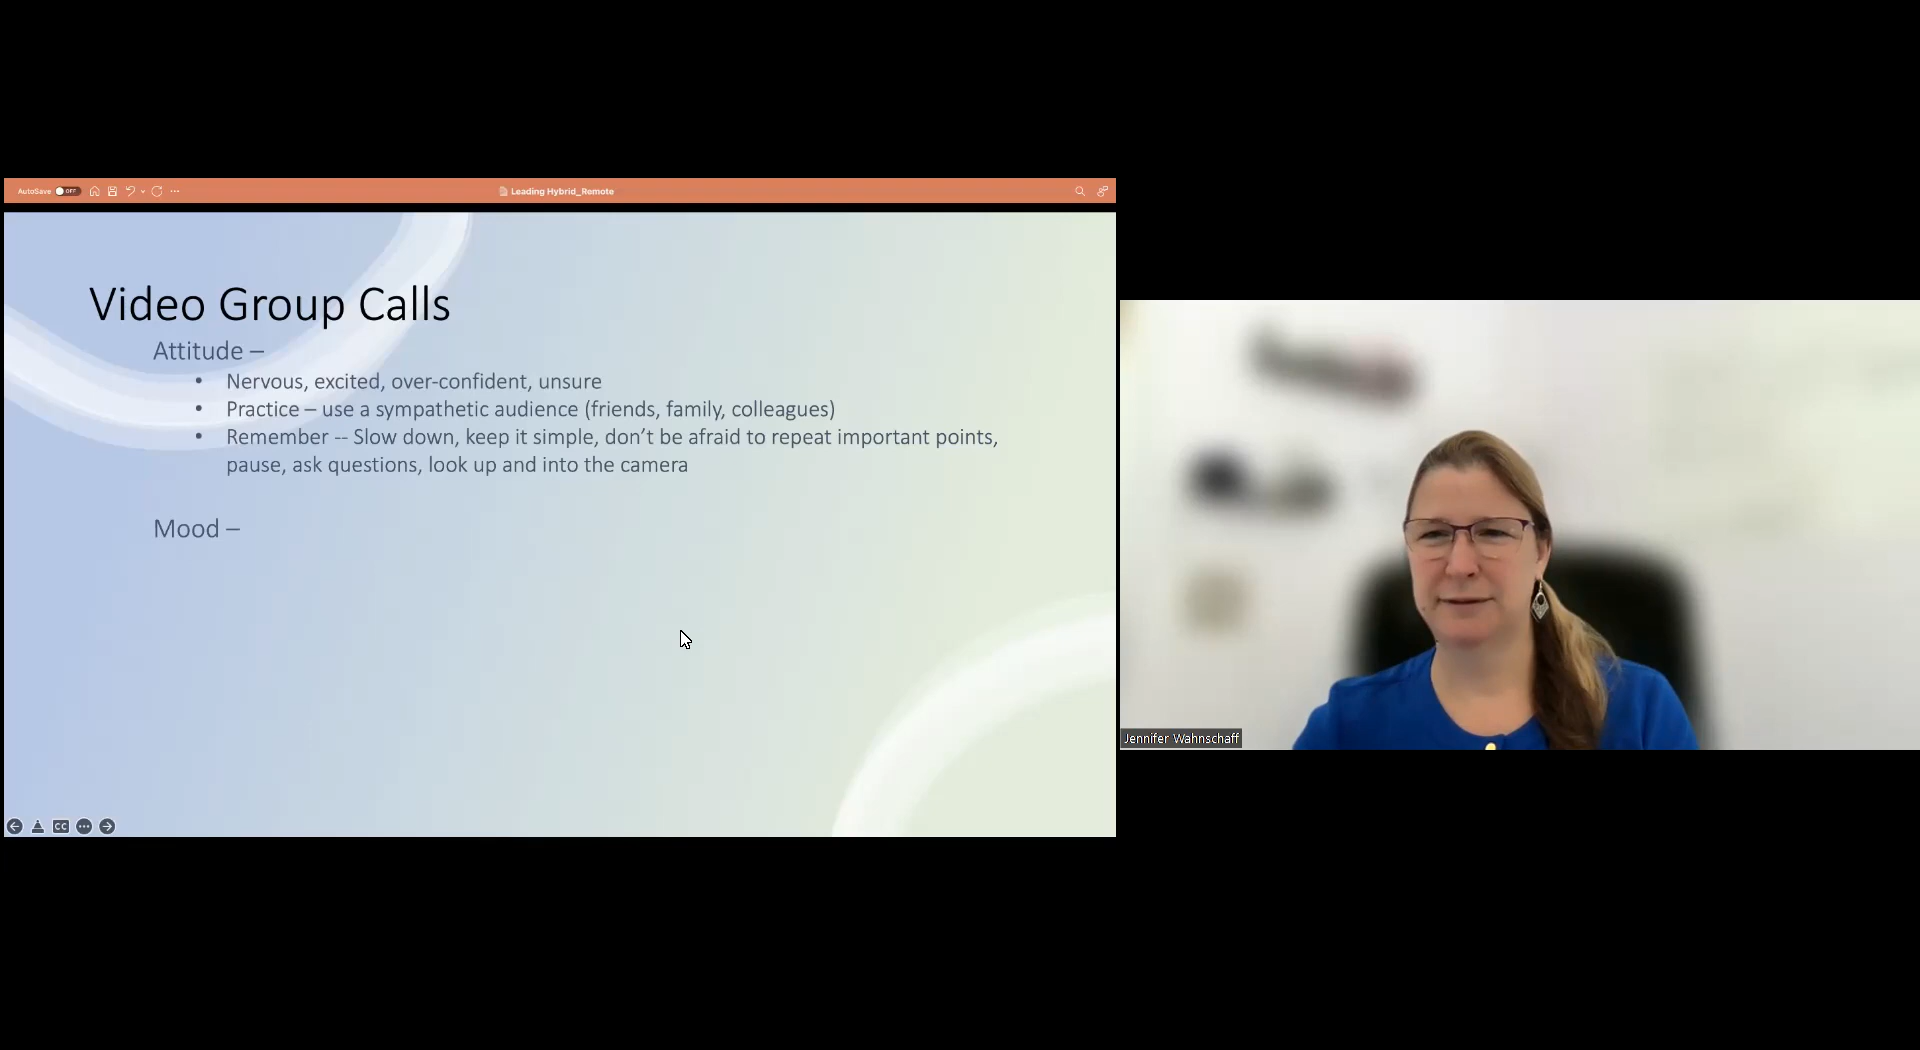 AutoSave OFF
Leading Hybrid_Remote
Video Group Calls
Attitude –
• Nervous, excited, over-confident, unsure
• Practice – use a sympathetic audience (friends, family, colleagues)
• Remember -- Slow down, keep it simple, don’t be afraid to repeat important points,
pause, ask questions, look up and into the camera
Mood –
CC
Jennifer Wahnschaff